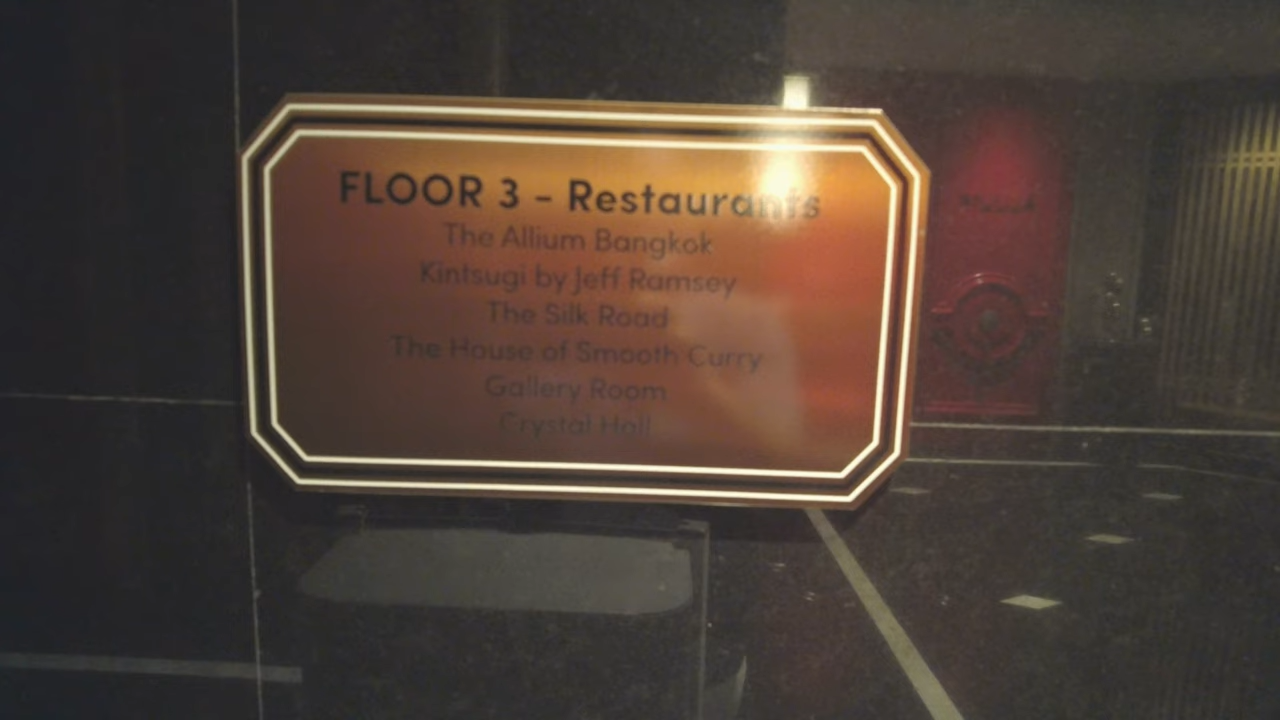 FLOOR 3 – Restaurants
The Allium Bangkok
Kintsugi by Jeff Ramsey
The Silk Road
The House of Smooth Curry
Gallery Room
Crystal Hall